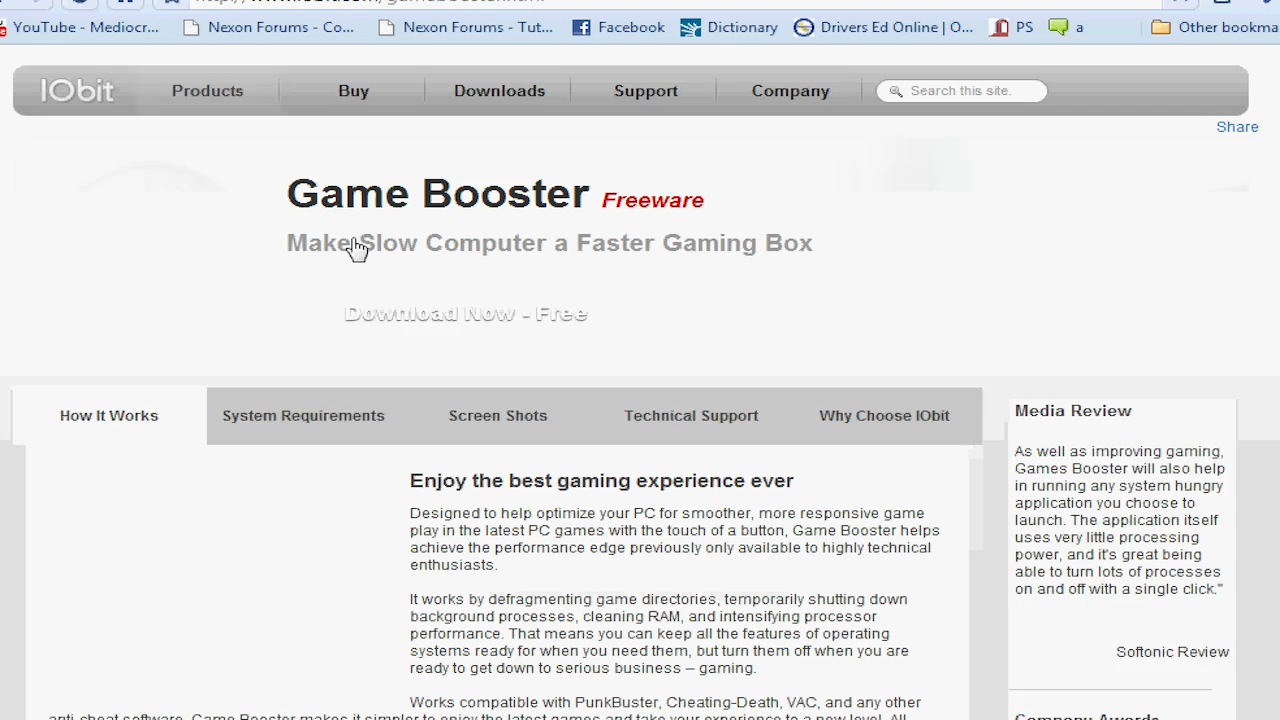 YouTube - Mediocr... Nexon Forums - Co... Nexon Forums - Tut... Facebook Dictionary Drivers Ed Online | O... PS a Other bookma
IObit Products Buy Downloads Support Company Search this site.
Share
Game Booster Freeware
Make Slow Computer a Faster Gaming Box
Download Now - Free
How It Works System Requirements Screen Shots Technical Support Why Choose IObit
Enjoy the best gaming experience ever
Designed to help optimize your PC for smoother, more responsive game
play in the latest PC games with the touch of a button, Game Booster helps
achieve the performance edge previously only available to highly technical
enthusiasts.
It works by defragmenting game directories, temporarily shutting down
background processes, cleaning RAM, and intensifying processor
performance. That means you can keep all the features of operating
systems ready for when you need them, but turn them off when you are
ready to get down to serious business – gaming.
Works compatible with PunkBuster, Cheating-Death, VAC, and any other
anti-cheat software, Game Booster makes it simpler to enjoy the latest games and take your experience to a new level. All
Media Review
As well as improving gaming,
Games Booster will also help
in running any system hungry
application you choose to
launch. The application itself
uses very little processing
power, and it's great being
able to turn lots of processes
on and off with a single click."
Softonic Review
Company Awards